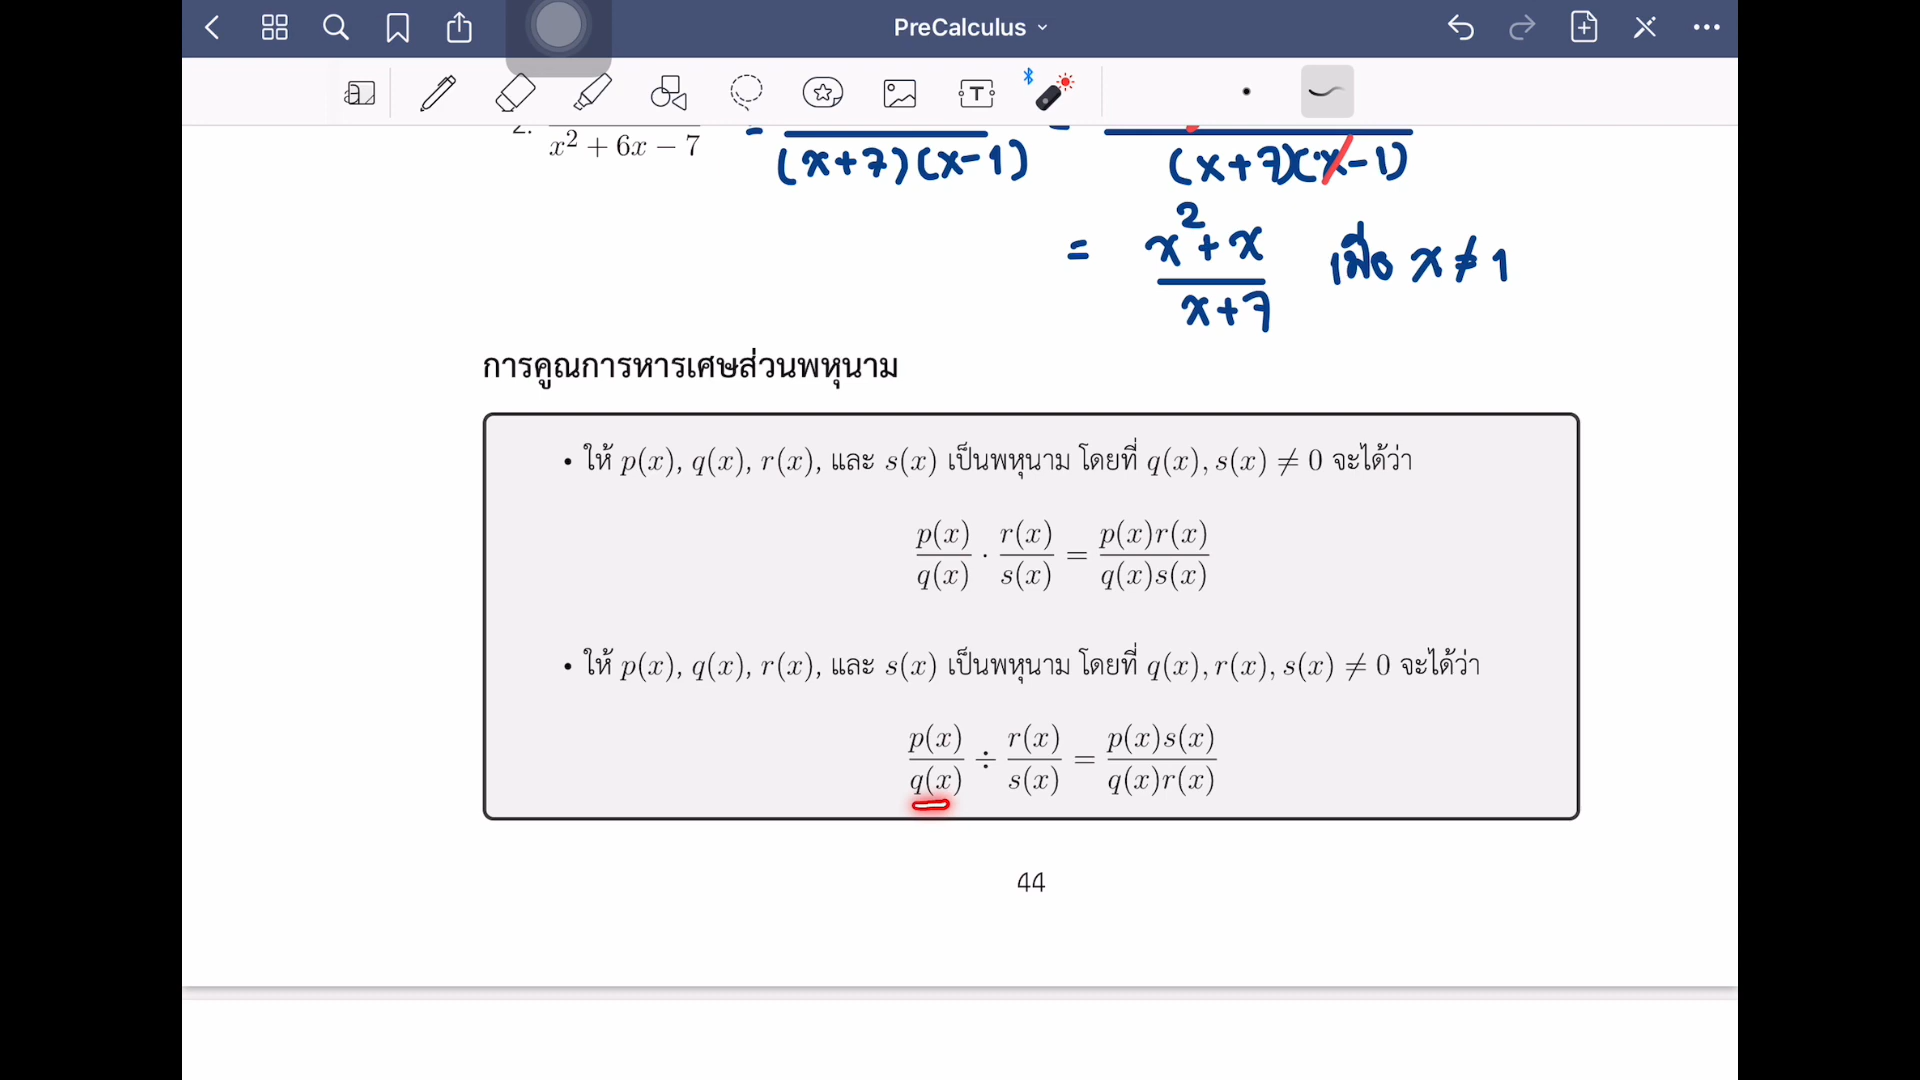 PreCalculus
2. x² + 6x − 7 = (x+7)(x-1) = (x+7)(x-1)
= x²+x / x+7 เมื่อ x ≠ 1
การคูณการหารเศษส่วนพหุนาม
• ให้ p(x), q(x), r(x), และ s(x) เป็นพหุนาม โดยที่ q(x), s(x) ≠ 0 จะได้ว่า
p(x)/q(x) · r(x)/s(x) = p(x)r(x)/q(x)s(x)
• ให้ p(x), q(x), r(x), และ s(x) เป็นพหุนาม โดยที่ q(x), r(x), s(x) ≠ 0 จะได้ว่า
p(x)/q(x) ÷ r(x)/s(x) = p(x)s(x)/q(x)r(x)
44